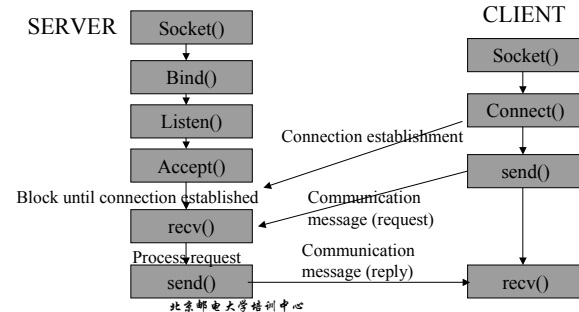 SERVER
CLIENT
Socket()
Bind()
Listen()
Accept()
Block until connection established
recv()
Process request
send()
Socket()
Connect()
send()
recv()
Connection establishment
Communication
message (request)
Communication
message (reply)
北京邮电大学培训中心